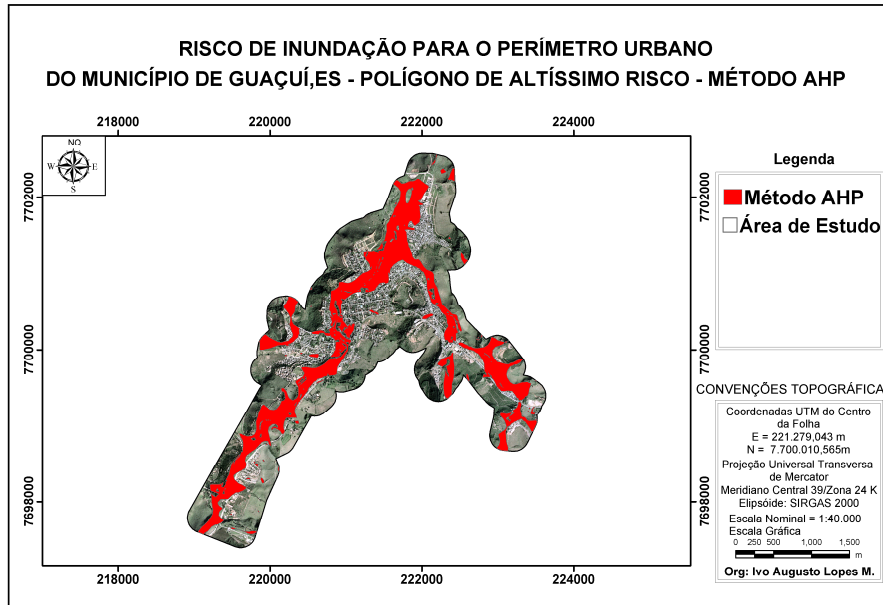 RISCO DE INUNDAÇÃO PARA O PERÍMETRO URBANO
DO MUNICÍPIO DE GUAÇUÍ,ES - POLÍGONO DE ALTÍSSIMO RISCO - MÉTODO AHP
218000 220000 222000 224000
NO
W E
S
7702000 7702000
7700000 7700000
7698000 7698000
218000 220000 222000 224000
Legenda
Método AHP
Área de Estudo
CONVENÇÕES TOPOGRÁFICA
Coordenadas UTM do Centro
da Folha
E = 221.279,043 m
N = 7.700.010,565m
Projeção Universal Transversa
de Mercator
Meridiano Central 39/Zona 24 K
Elipsóide: SIRGAS 2000
Escala Nominal = 1:40.000
Escala Gráfica
0 250 500 1,000 1,500
m
Org: Ivo Augusto Lopes M.